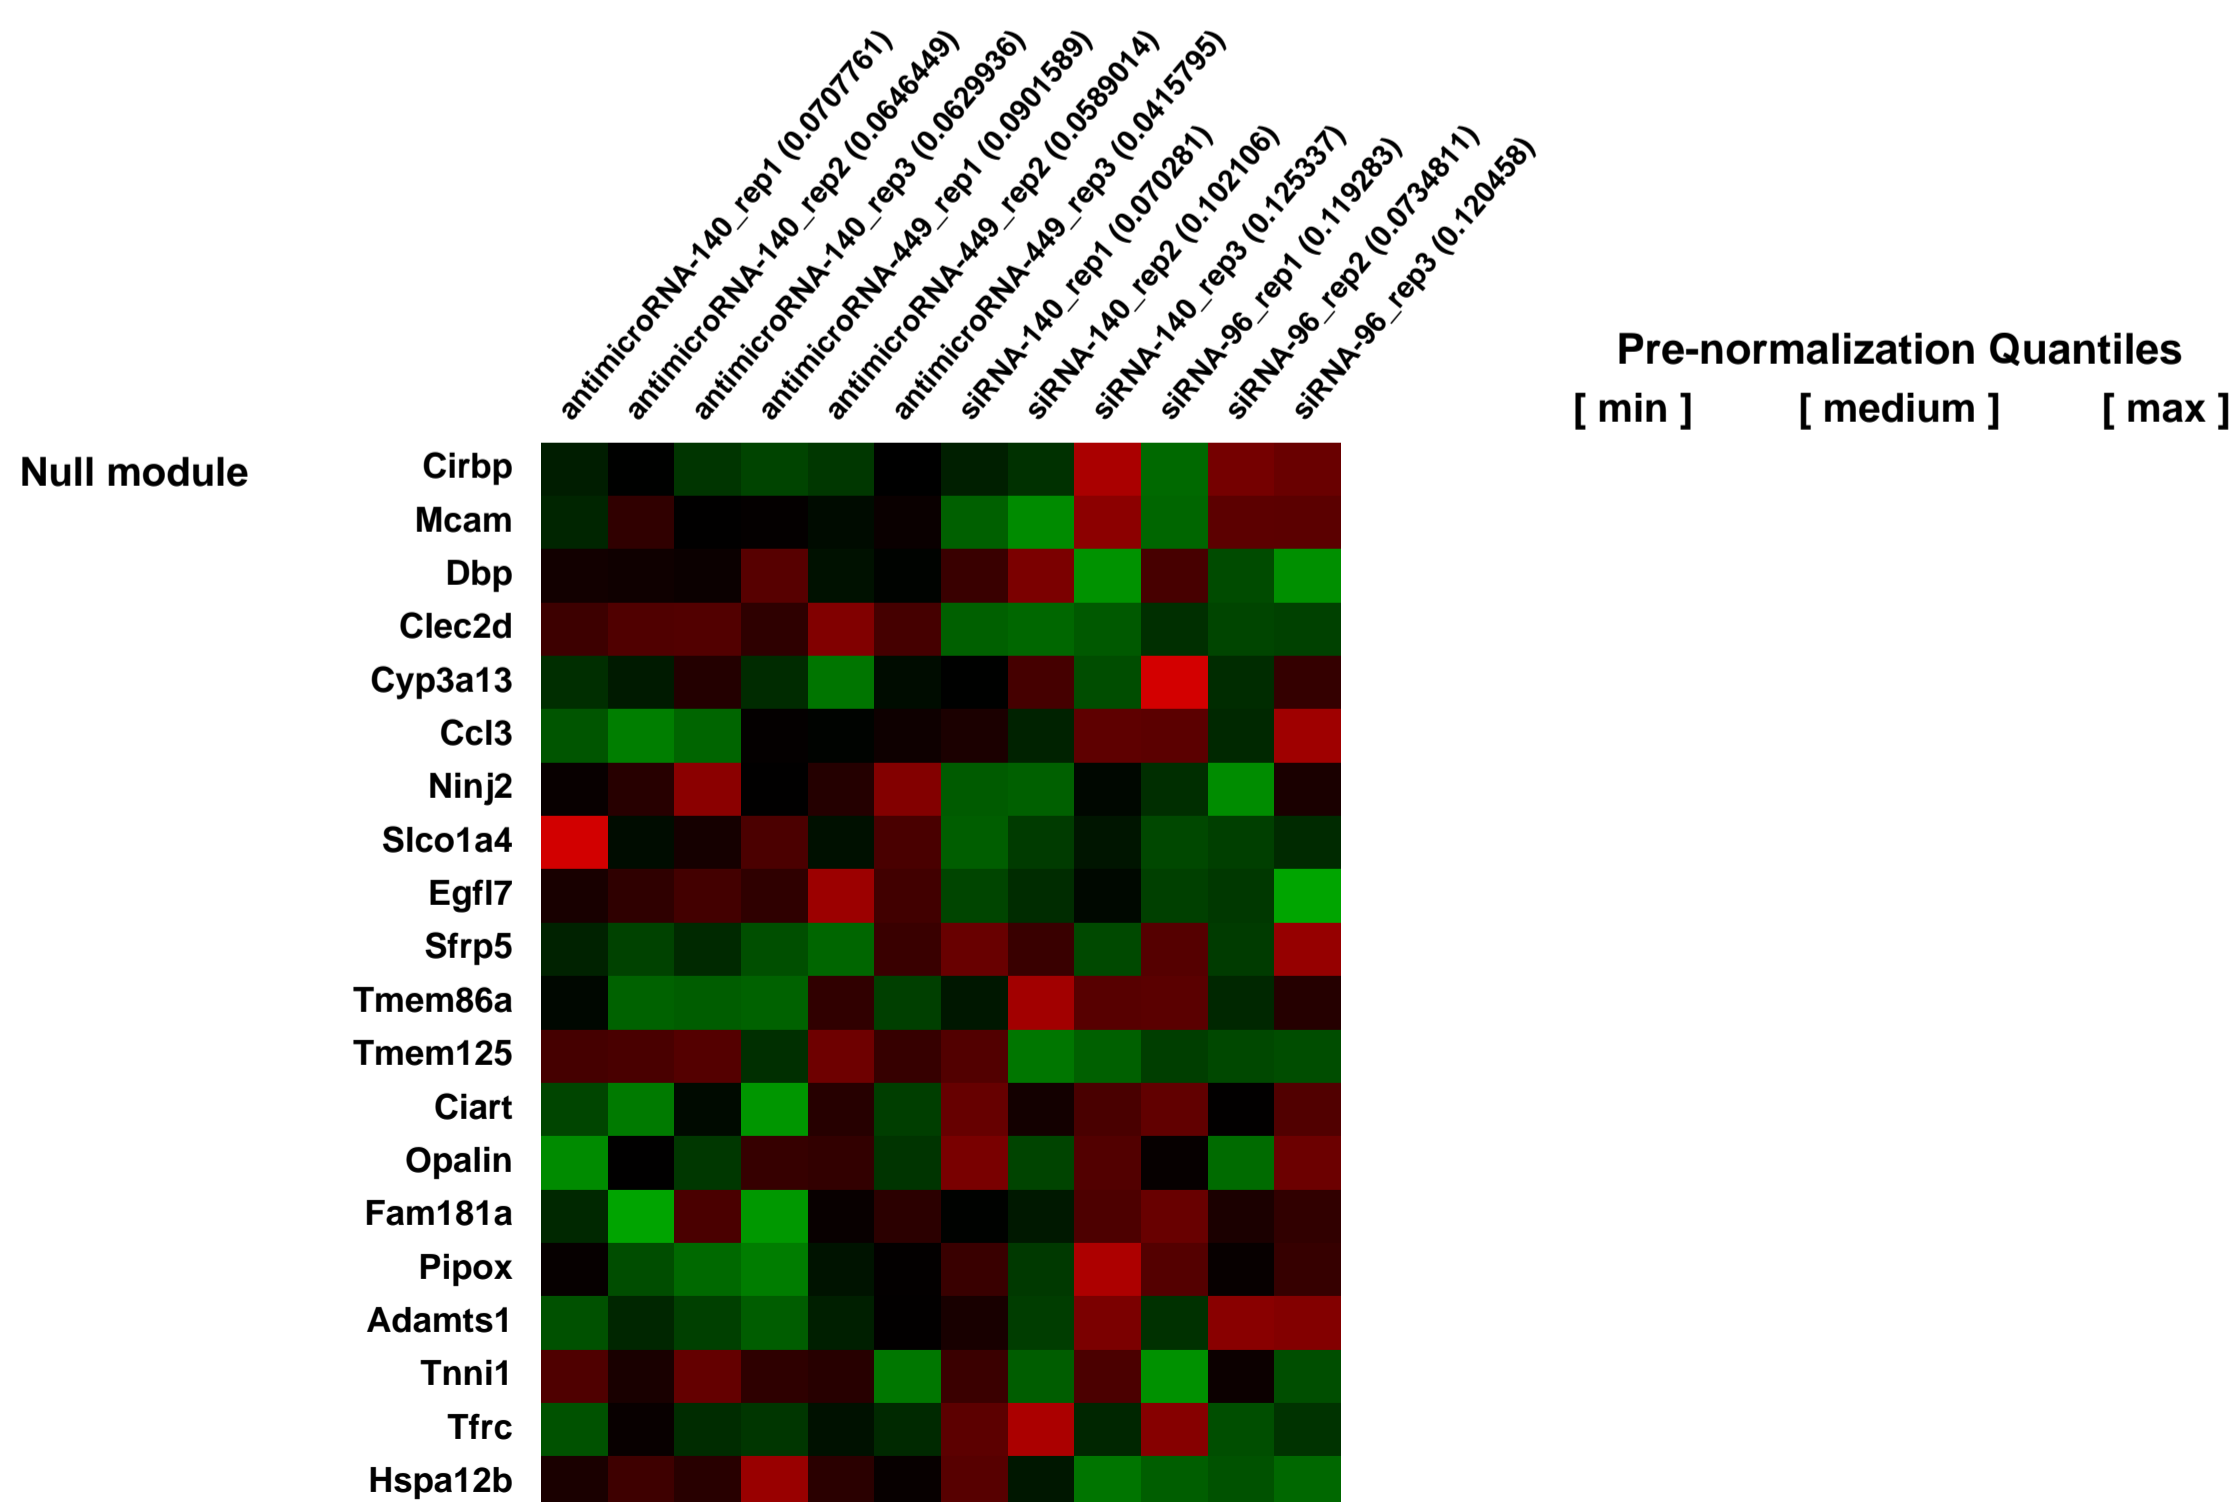 antimicroRNA-140_rep1 (0.0707761)
antimicroRNA-140_rep2 (0.0646449)
antimicroRNA-140_rep3 (0.0629936)
antimicroRNA-449_rep1 (0.0901589)
antimicroRNA-449_rep2 (0.0589014)
antimicroRNA-449_rep3 (0.0415795)
siRNA-140_rep1 (0.070281)
siRNA-140_rep2 (0.102106)
siRNA-140_rep3 (0.125337)
siRNA-96_rep1 (0.119283)
siRNA-96_rep2 (0.0734811)
siRNA-96_rep3 (0.120458)
Pre-normalization Quantiles
[ min ] [ medium ] [ max ]
Null module
Cirbp
Mcam
Dbp
Clec2d
Cyp3a13
Ccl3
Ninj2
Slco1a4
Egfl7
Sfrp5
Tmem86a
Tmem125
Ciart
Opalin
Fam181a
Pipox
Adamts1
Tnni1
Tfrc
Hspa12b